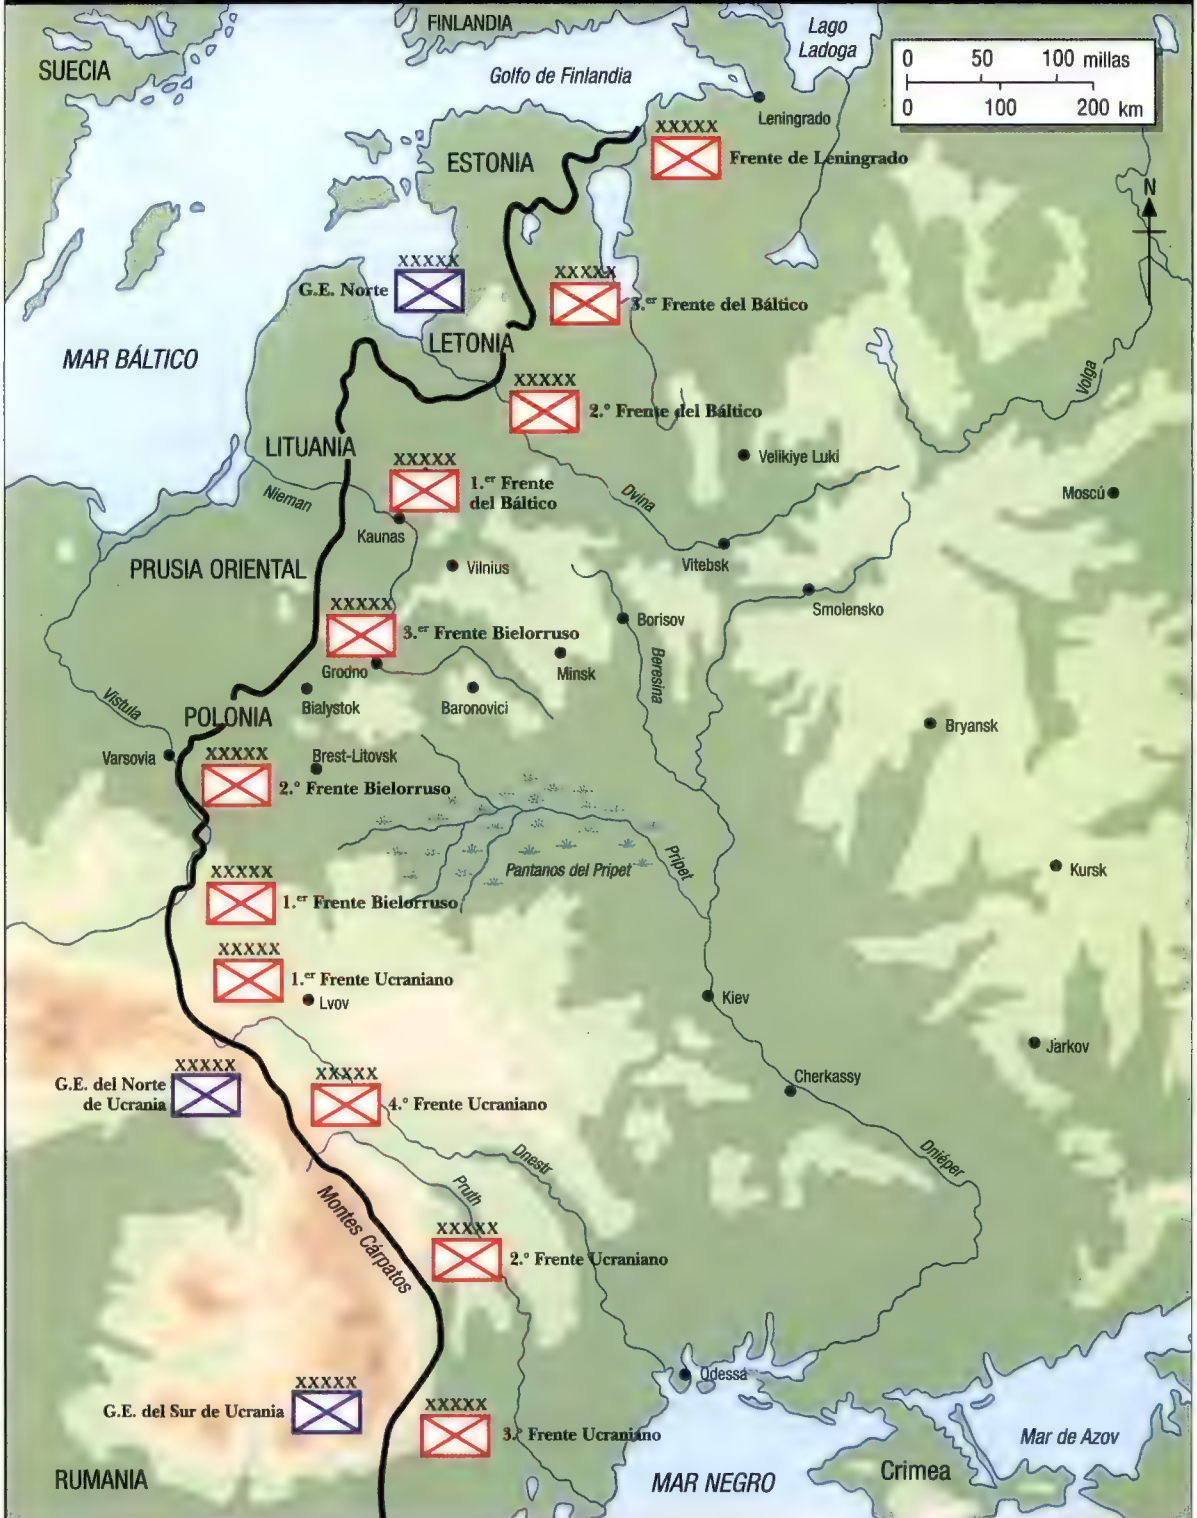 FINLANDIA
Lago
Ladoga
SUECIA
Golfo de Finlandia
0 50 100 millas
0 100 200 km
Leningrado
XXXXX
Frente de Leningrado
ESTONIA
N
XXXXX
G.E. Norte
XXXXX
3.er Frente del Báltico
LETONIA
MAR BÁLTICO
Volga
XXXXX
2.º Frente del Báltico
LITUANIA
Velikiye Luki
XXXXX
1.er Frente
del Báltico
Nieman
Dvina
Moscú
Kaunas
Vitebsk
PRUSIA ORIENTAL
Vilnius
XXXXX
3.er Frente Bielorruso
Smolensko
Borisov
Beresina
Grodno
Minsk
Bialystok
Baronovici
Vistula
POLONIA
Bryansk
Varsovia
XXXXX
Brest-Litovsk
2.º Frente Bielorruso
Pantanos del Pripet
Pripet
Kursk
XXXXX
1.er Frente Bielorruso
XXXXX
1.er Frente Ucraniano
Lvov
Kiev
Jarkov
XXXXX
G.E. del Norte
de Ucrania
XXXXX
4.º Frente Ucraniano
Cherkassy
Dnestr
Dniéper
Pruth
Montes Cárpatos
XXXXX
2.º Frente Ucraniano
Odessa
XXXXX
G.E. del Sur de Ucrania
XXXXX
3.º Frente Ucraniano
Mar de Azov
RUMANIA
MAR NEGRO
Crimea